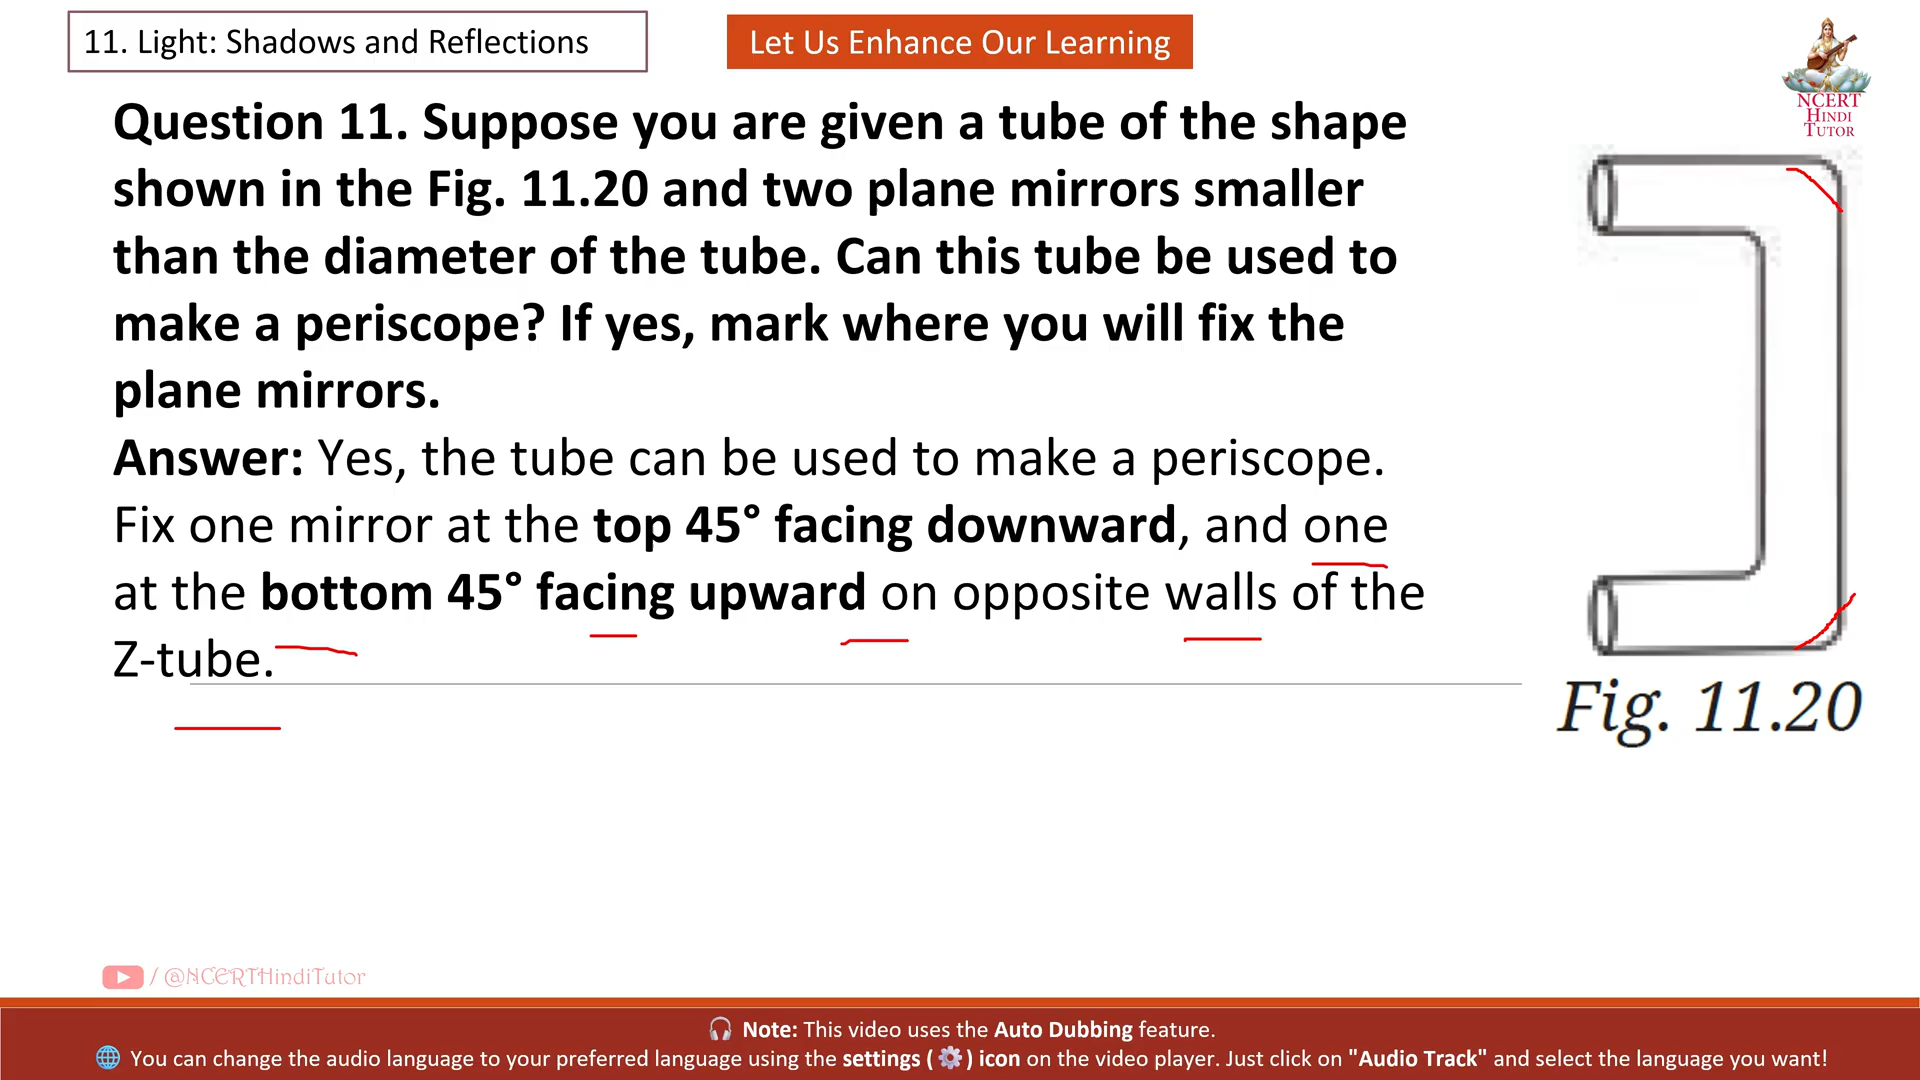 11. Light: Shadows and Reflections
Let Us Enhance Our Learning
NCERT
HINDI
TUTOR
Question 11. Suppose you are given a tube of the shape
shown in the Fig. 11.20 and two plane mirrors smaller
than the diameter of the tube. Can this tube be used to
make a periscope? If yes, mark where you will fix the
plane mirrors.
Answer: Yes, the tube can be used to make a periscope.
Fix one mirror at the top 45° facing downward, and one
at the bottom 45° facing upward on opposite walls of the
Z-tube.
Fig. 11.20
/ @NCERTHindiTutor
🎧 Note: This video uses the Auto Dubbing feature.
🌐 You can change the audio language to your preferred language using the settings ( ⚙️ ) icon on the video player. Just click on "Audio Track" and select the language you want!